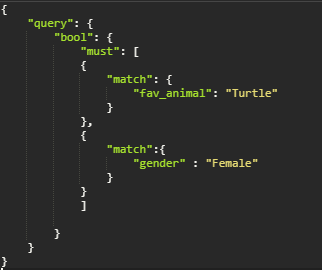 {
    "query": {
        "bool": {
            "must": [
            {
                "match": {
                    "fav_animal": "Turtle"
                }
            },
            {
                "match":{
                    "gender" : "Female"
                }
            }
            ]

        }
    }
}